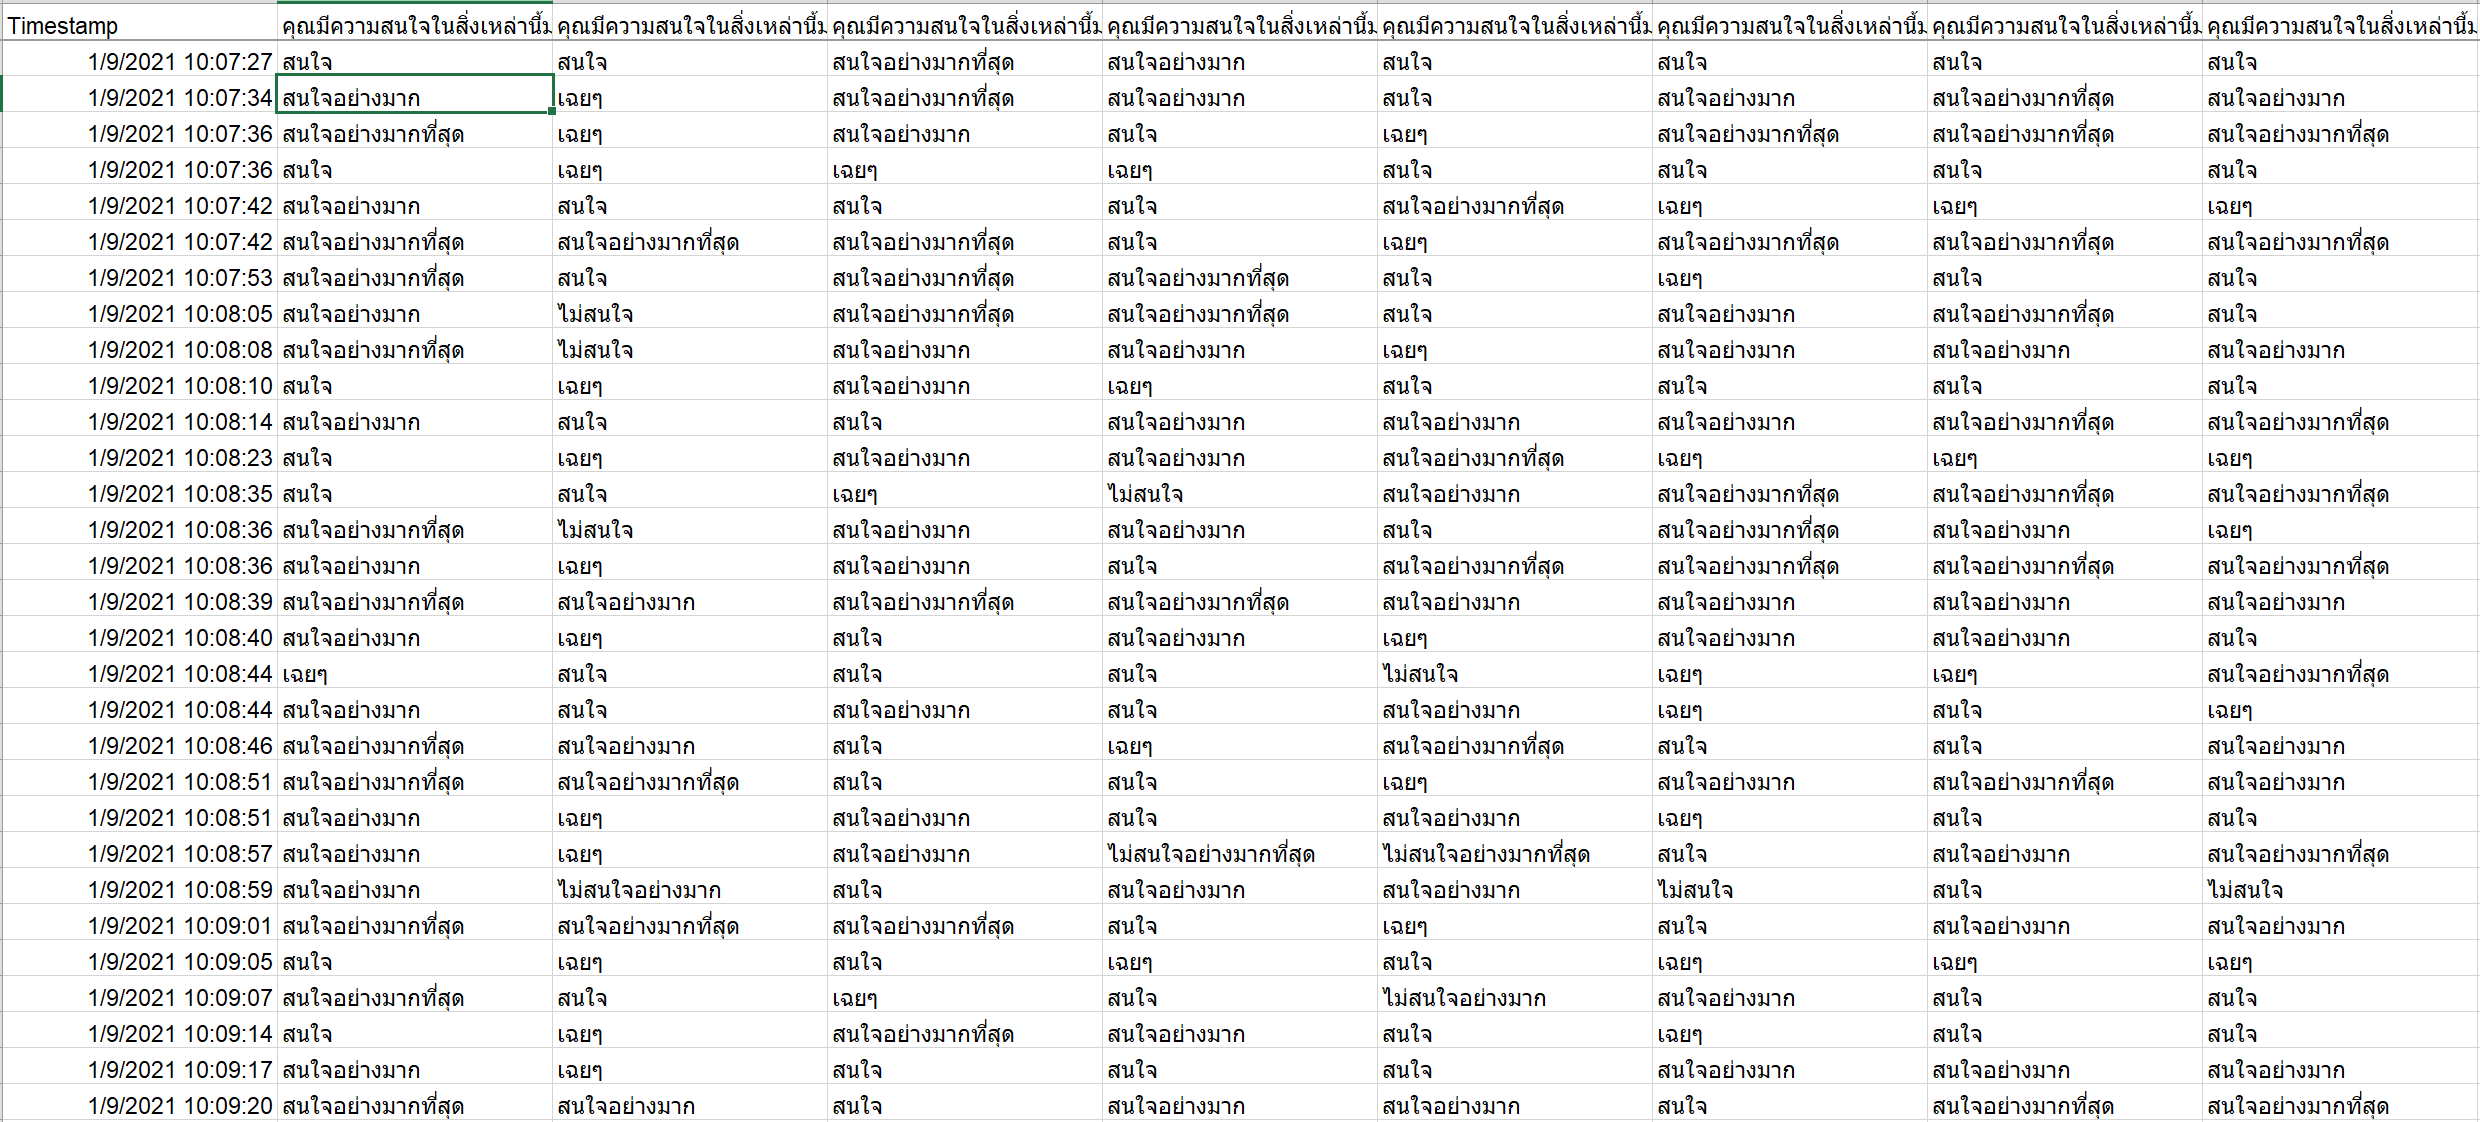 Timestamp คุณมีความสนใจในสิ่งเหล่านี้ม คุณมีความสนใจในสิ่งเหล่านี้ม คุณมีความสนใจในสิ่งเหล่านี้ม คุณมีความสนใจในสิ่งเหล่านี้ม คุณมีความสนใจในสิ่งเหล่านี้ม คุณมีความสนใจในสิ่งเหล่านี้ม คุณมีความสนใจในสิ่งเหล่านี้ม คุณมีความสนใจในสิ่งเหล่านี้ม
1/9/2021 10:07:27 สนใจ สนใจ สนใจอย่างมากที่สุด สนใจอย่างมาก สนใจ สนใจ สนใจ สนใจ
1/9/2021 10:07:34 สนใจอย่างมาก เฉยๆ สนใจอย่างมากที่สุด สนใจอย่างมาก สนใจ สนใจอย่างมาก สนใจอย่างมากที่สุด สนใจอย่างมาก
1/9/2021 10:07:36 สนใจอย่างมากที่สุด เฉยๆ สนใจอย่างมาก สนใจ เฉยๆ สนใจอย่างมากที่สุด สนใจอย่างมากที่สุด สนใจอย่างมากที่สุด
1/9/2021 10:07:36 สนใจ เฉยๆ เฉยๆ เฉยๆ สนใจ สนใจ สนใจ สนใจ
1/9/2021 10:07:42 สนใจอย่างมาก สนใจ สนใจ สนใจ สนใจอย่างมากที่สุด เฉยๆ เฉยๆ เฉยๆ
1/9/2021 10:07:42 สนใจอย่างมากที่สุด สนใจอย่างมากที่สุด สนใจอย่างมากที่สุด สนใจ เฉยๆ สนใจอย่างมากที่สุด สนใจอย่างมากที่สุด สนใจอย่างมากที่สุด
1/9/2021 10:07:53 สนใจอย่างมากที่สุด สนใจ สนใจอย่างมากที่สุด สนใจอย่างมากที่สุด สนใจ เฉยๆ สนใจ สนใจ
1/9/2021 10:08:05 สนใจอย่างมาก ไม่สนใจ สนใจอย่างมากที่สุด สนใจอย่างมากที่สุด สนใจ สนใจอย่างมาก สนใจอย่างมากที่สุด สนใจ
1/9/2021 10:08:08 สนใจอย่างมากที่สุด ไม่สนใจ สนใจอย่างมาก สนใจอย่างมาก เฉยๆ สนใจอย่างมาก สนใจอย่างมาก สนใจอย่างมาก
1/9/2021 10:08:10 สนใจ เฉยๆ สนใจอย่างมาก เฉยๆ สนใจ สนใจ สนใจ สนใจ
1/9/2021 10:08:14 สนใจอย่างมาก สนใจ สนใจ สนใจอย่างมาก สนใจอย่างมาก สนใจอย่างมาก สนใจอย่างมากที่สุด สนใจอย่างมากที่สุด
1/9/2021 10:08:23 สนใจ เฉยๆ สนใจอย่างมาก สนใจอย่างมาก สนใจอย่างมากที่สุด เฉยๆ เฉยๆ เฉยๆ
1/9/2021 10:08:35 สนใจ สนใจ เฉยๆ ไม่สนใจ สนใจอย่างมาก สนใจอย่างมากที่สุด สนใจอย่างมากที่สุด สนใจอย่างมากที่สุด
1/9/2021 10:08:36 สนใจอย่างมากที่สุด ไม่สนใจ สนใจอย่างมาก สนใจอย่างมาก สนใจ สนใจอย่างมากที่สุด สนใจอย่างมาก เฉยๆ
1/9/2021 10:08:36 สนใจอย่างมาก เฉยๆ สนใจอย่างมาก สนใจ สนใจอย่างมากที่สุด สนใจอย่างมากที่สุด สนใจอย่างมากที่สุด สนใจอย่างมากที่สุด
1/9/2021 10:08:39 สนใจอย่างมากที่สุด สนใจอย่างมาก สนใจอย่างมากที่สุด สนใจอย่างมากที่สุด สนใจอย่างมาก สนใจอย่างมาก สนใจอย่างมาก สนใจอย่างมาก
1/9/2021 10:08:40 สนใจอย่างมาก เฉยๆ สนใจ สนใจอย่างมาก เฉยๆ สนใจอย่างมาก สนใจอย่างมาก สนใจ
1/9/2021 10:08:44 เฉยๆ สนใจ สนใจ สนใจ ไม่สนใจ เฉยๆ เฉยๆ สนใจอย่างมากที่สุด
1/9/2021 10:08:44 สนใจอย่างมาก สนใจ สนใจอย่างมาก สนใจ สนใจอย่างมาก เฉยๆ สนใจ เฉยๆ
1/9/2021 10:08:46 สนใจอย่างมากที่สุด สนใจอย่างมาก สนใจ เฉยๆ สนใจอย่างมากที่สุด สนใจ สนใจ สนใจอย่างมาก
1/9/2021 10:08:51 สนใจอย่างมากที่สุด สนใจอย่างมากที่สุด สนใจ สนใจ เฉยๆ สนใจอย่างมาก สนใจอย่างมากที่สุด สนใจอย่างมาก
1/9/2021 10:08:51 สนใจอย่างมาก เฉยๆ สนใจอย่างมาก สนใจ สนใจอย่างมาก เฉยๆ สนใจ สนใจ
1/9/2021 10:08:57 สนใจอย่างมาก เฉยๆ สนใจอย่างมาก ไม่สนใจอย่างมากที่สุด ไม่สนใจอย่างมากที่สุด สนใจ สนใจอย่างมาก สนใจอย่างมากที่สุด
1/9/2021 10:08:59 สนใจอย่างมาก ไม่สนใจอย่างมาก สนใจ สนใจอย่างมาก สนใจอย่างมาก ไม่สนใจ สนใจ ไม่สนใจ
1/9/2021 10:09:01 สนใจอย่างมากที่สุด สนใจอย่างมากที่สุด สนใจอย่างมากที่สุด สนใจ เฉยๆ สนใจ สนใจอย่างมาก สนใจอย่างมาก
1/9/2021 10:09:05 สนใจ เฉยๆ สนใจ เฉยๆ สนใจ เฉยๆ เฉยๆ เฉยๆ
1/9/2021 10:09:07 สนใจอย่างมากที่สุด สนใจ เฉยๆ สนใจ ไม่สนใจอย่างมาก สนใจอย่างมาก สนใจ สนใจ
1/9/2021 10:09:14 สนใจ เฉยๆ สนใจอย่างมากที่สุด สนใจอย่างมาก สนใจ เฉยๆ สนใจ สนใจ
1/9/2021 10:09:17 สนใจอย่างมาก เฉยๆ สนใจ สนใจ สนใจ สนใจอย่างมาก สนใจอย่างมาก สนใจอย่างมาก
1/9/2021 10:09:20 สนใจอย่างมากที่สุด สนใจอย่างมาก สนใจ สนใจอย่างมาก สนใจอย่างมาก สนใจ สนใจอย่างมากที่สุด สนใจอย่างมากที่สุด